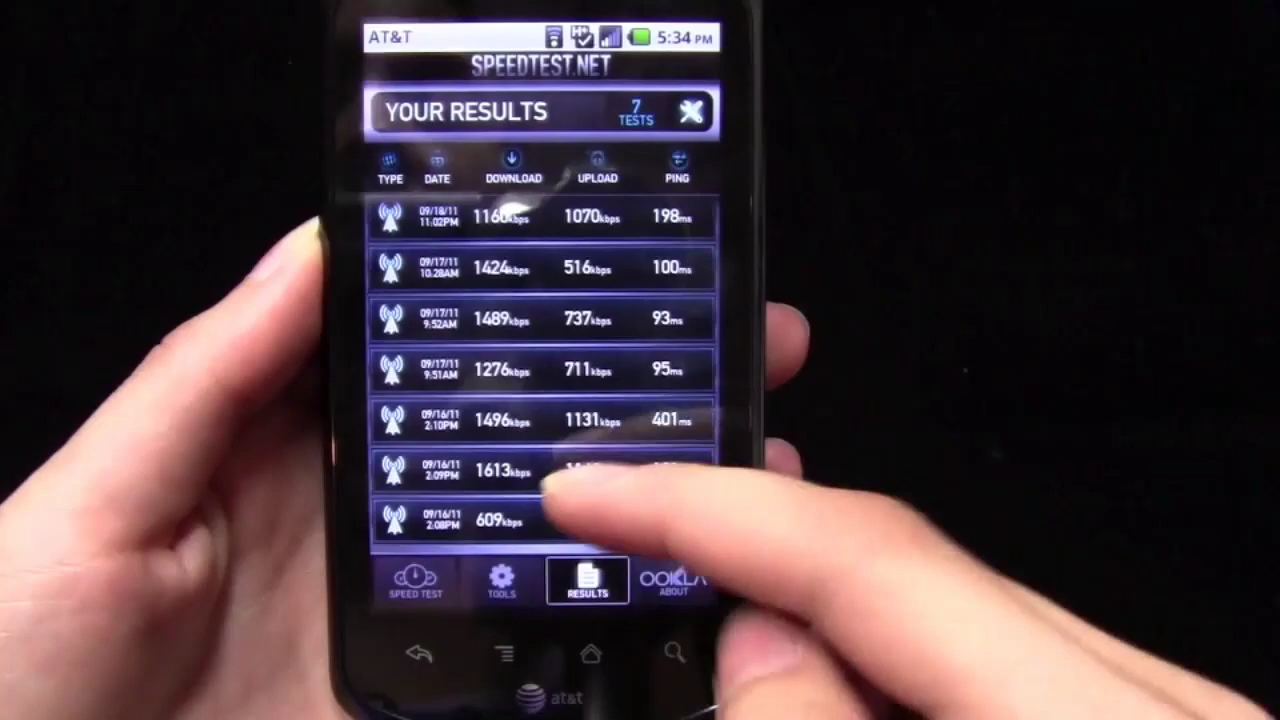 AT&T H+ 5:34 PM
SPEEDTEST.NET
YOUR RESULTS 7 TESTS
TYPE DATE DOWNLOAD UPLOAD PING
09/18/11 11:02PM 1160kbps 1070kbps 198ms
09/17/11 10:28AM 1424kbps 516kbps 100ms
09/17/11 9:52AM 1489kbps 737kbps 93ms
09/17/11 9:51AM 1276kbps 711kbps 95ms
09/16/11 2:10PM 1496kbps 1131kbps 401ms
09/16/11 2:09PM 1613kbps
09/16/11 2:08PM 609kbps
SPEED TEST TOOLS RESULTS OOKLA ABOUT
at&t